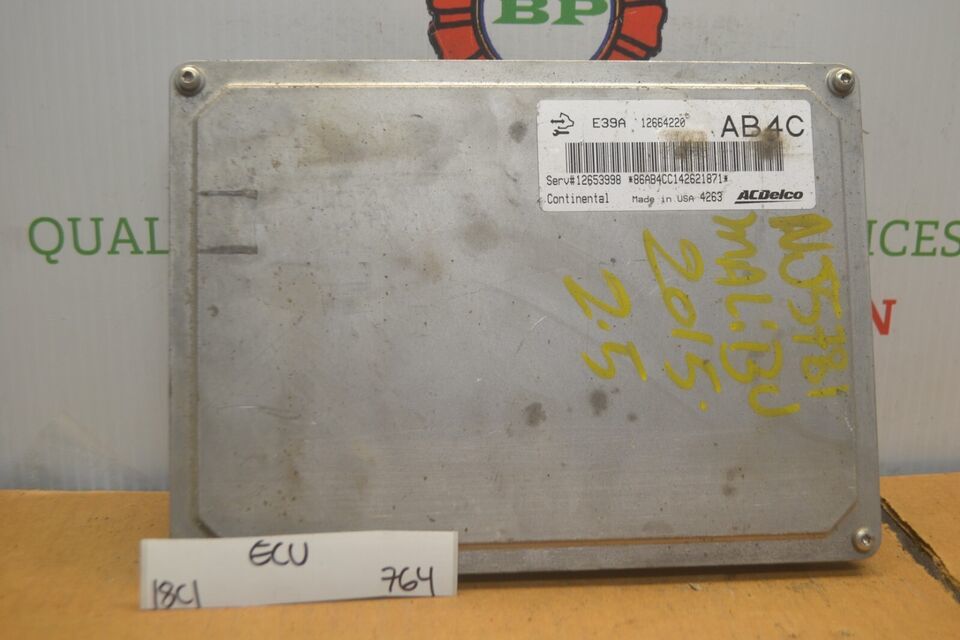 BP
E39A 12664220 AB4C
Serv#12653998 *86AB4CC142621871*
Continental Made in USA 4263 ACDelco
QUAL ICES
N
MALiBU
2015
2.5
ECU
18C1 764